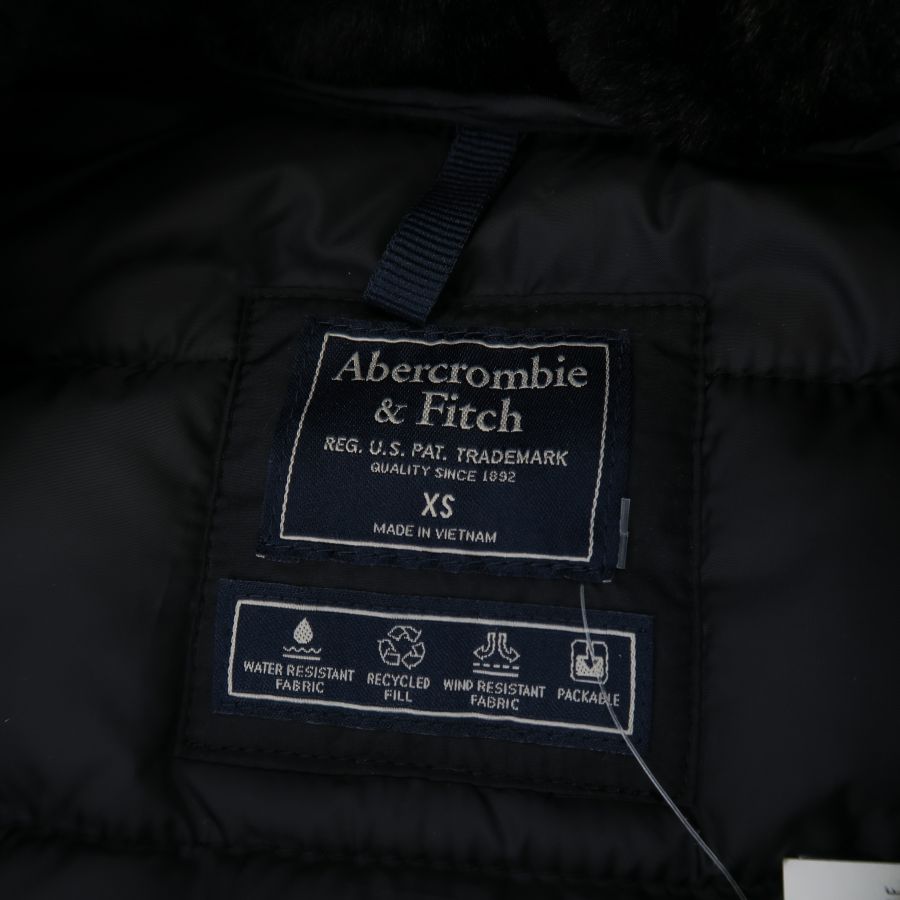 Abercrombie
& Fitch
REG. U.S. PAT. TRADEMARK
QUALITY SINCE 1892
XS
MADE IN VIETNAM
WATER RESISTANT
FABRIC
RECYCLED
FILL
WIND RESISTANT
FABRIC
PACKABLE